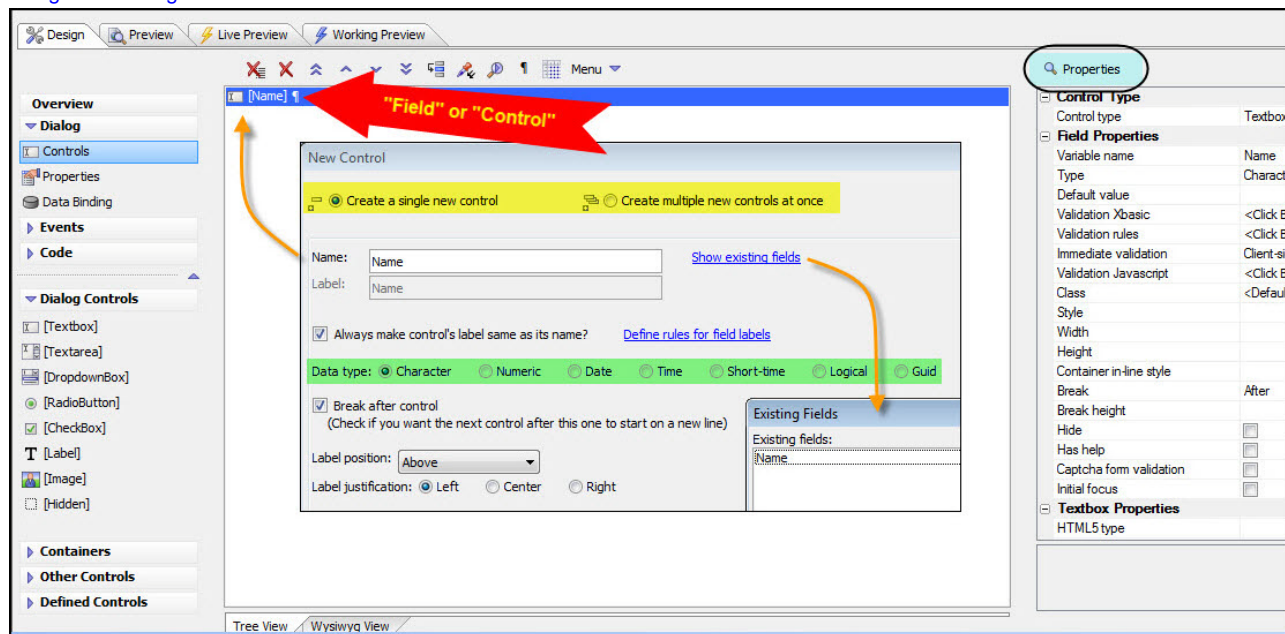 Design Preview Live Preview Working Preview
Menu
Properties
Overview
Dialog
Controls
Properties
Data Binding
Events
Code
Dialog Controls
[Textbox]
[Textarea]
[DropdownBox]
[RadioButton]
[CheckBox]
T [Label]
[Image]
[Hidden]
Containers
Other Controls
Defined Controls
[Name] ¶
"Field" or "Control"
New Control
Create a single new control Create multiple new controls at once
Name: Name Show existing fields
Label: Name
Always make control's label same as its name? Define rules for field labels
Data type: Character Numeric Date Time Short-time Logical Guid
Break after control
(Check if you want the next control after this one to start on a new line)
Label position: Above
Label justification: Left Center Right
Existing Fields
Existing fields:
Name
Tree View Wysiwyg View
Control Type
Control type Textbox
Field Properties
Variable name Name
Type Charact
Default value
Validation Xbasic <Click E
Validation rules <Click E
Immediate validation Client-si
Validation Javascript <Click E
Class <Defaul
Style
Width
Height
Container in-line style
Break After
Break height
Hide
Has help
Captcha form validation
Initial focus
Textbox Properties
HTML5 type